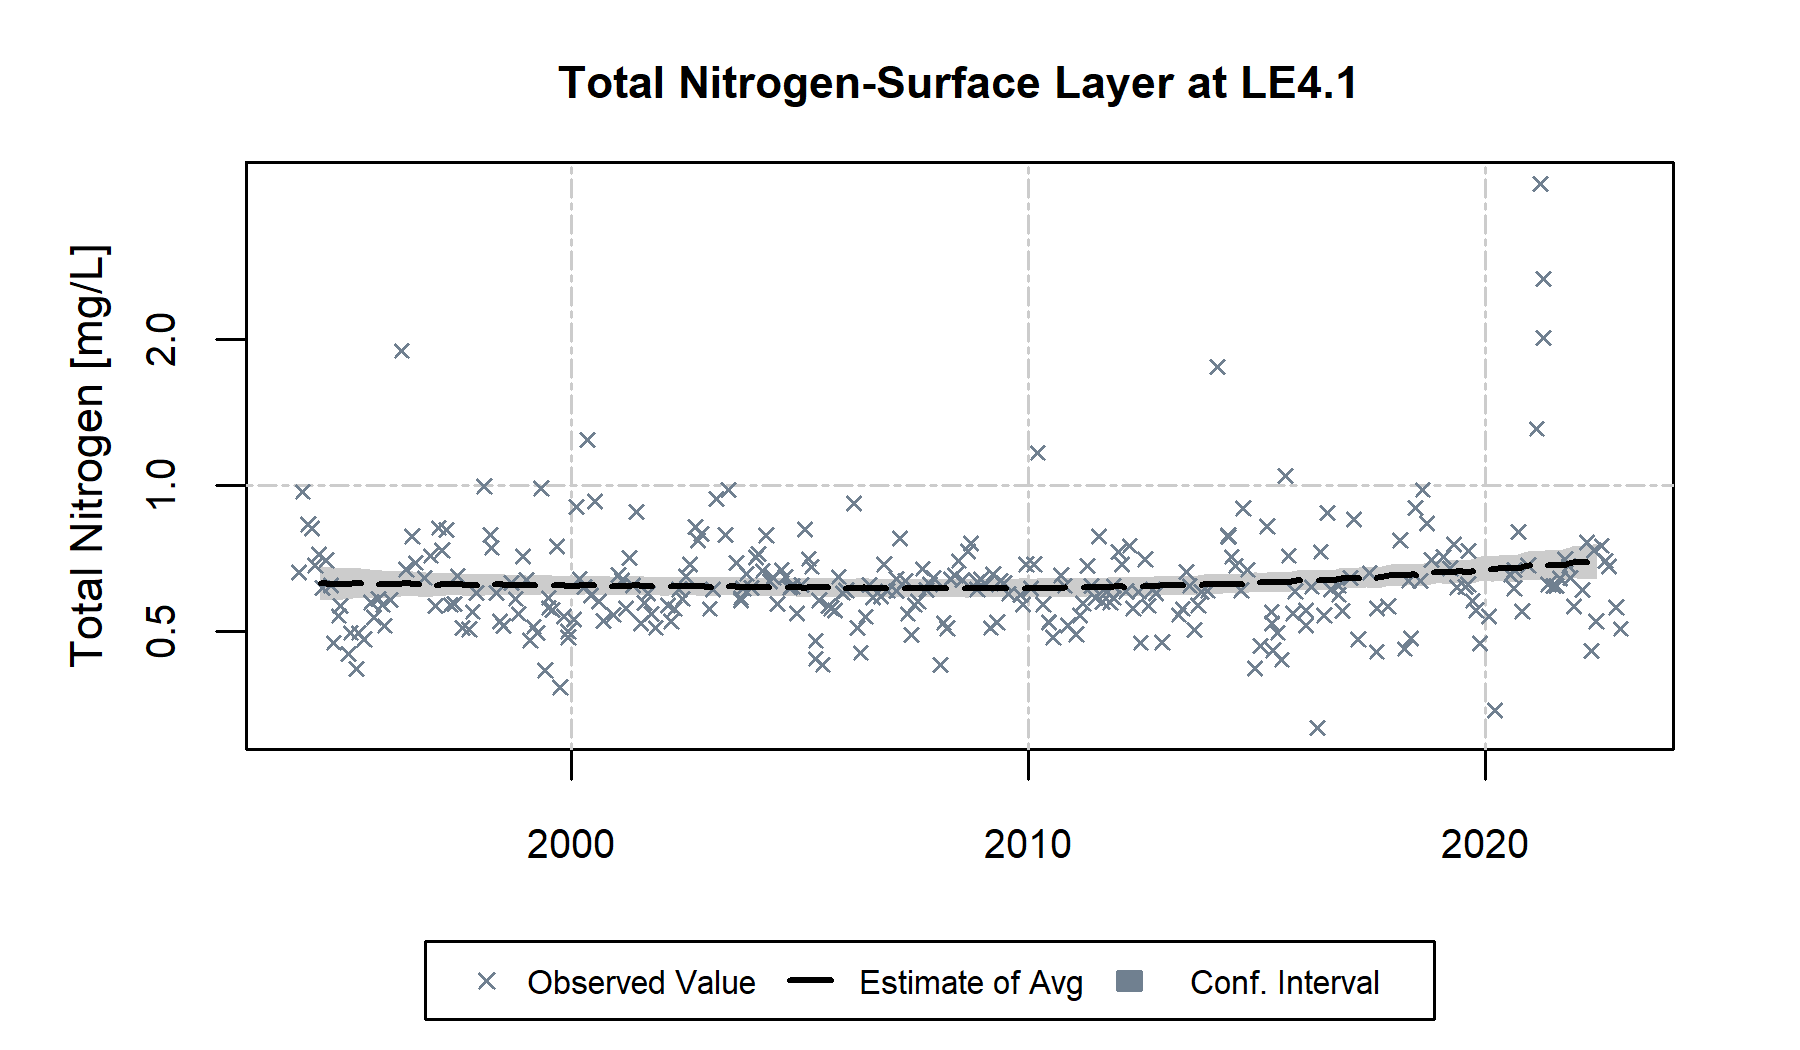 Total Nitrogen-Surface Layer at LE4.1
Total Nitrogen [mg/L]
2.0
1.0
0.5
2000
2010
2020
Observed Value
Estimate of Avg
Conf. Interval